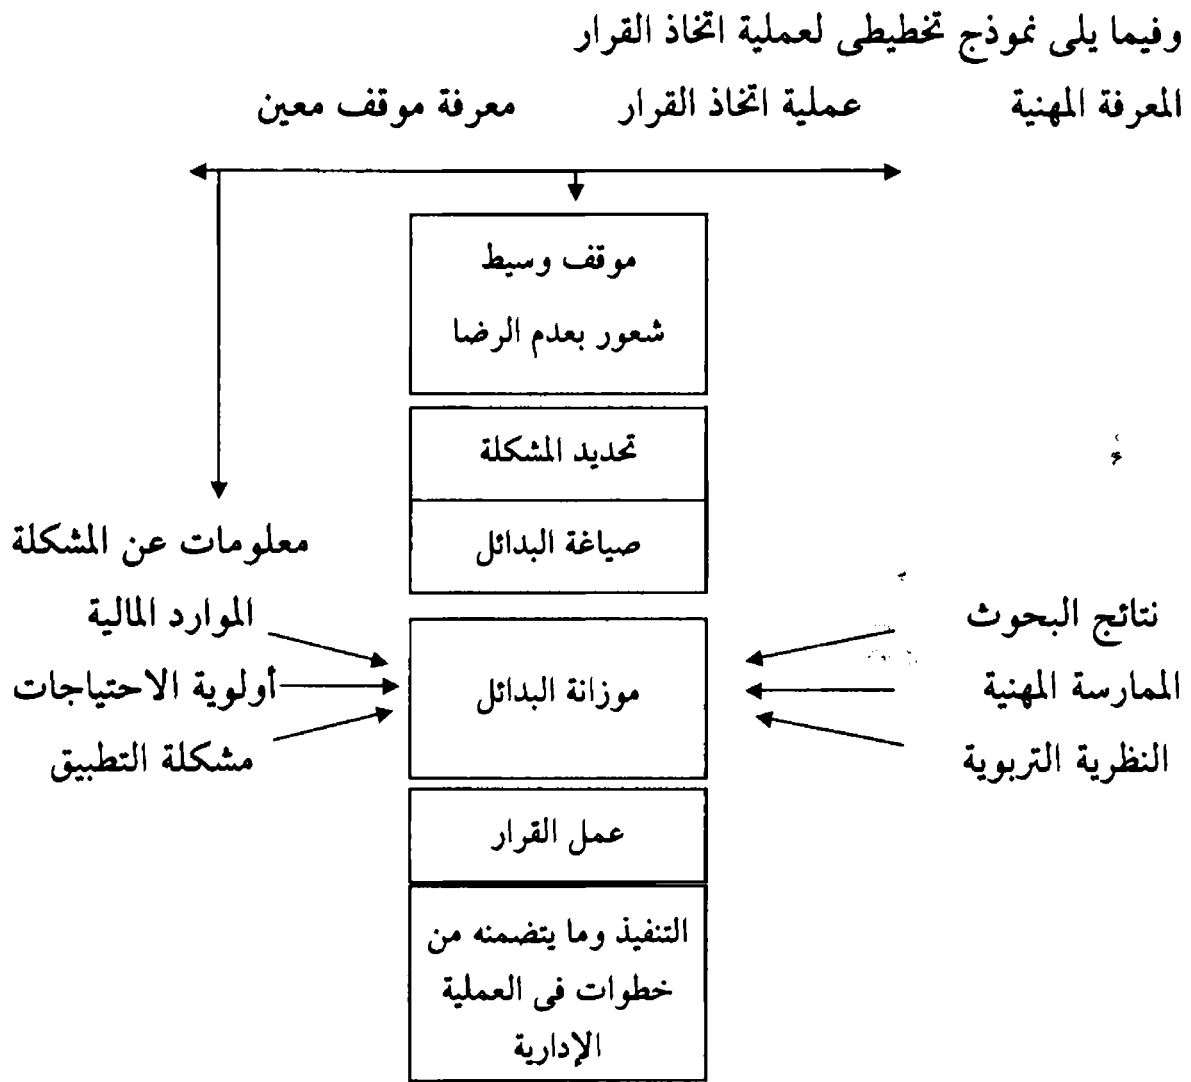 وفيما يلى نموذج تخطيطى لعملية اتخاذ القرار
المعرفة المهنية
عملية اتخاذ القرار
معرفة موقف معين
موقف وسيط
شعور بعدم الرضا
تحديد المشكلة
صياغة البدائل
نتائج البحوث
الممارسة المهنية
النظرية التربوية
موزانة البدائل
معلومات عن المشكلة
الموارد المالية
أولوية الاحتياجات
مشكلة التطبيق
عمل القرار
التنفيذ وما يتضمنه من
خطوات فى العملية
الإدارية